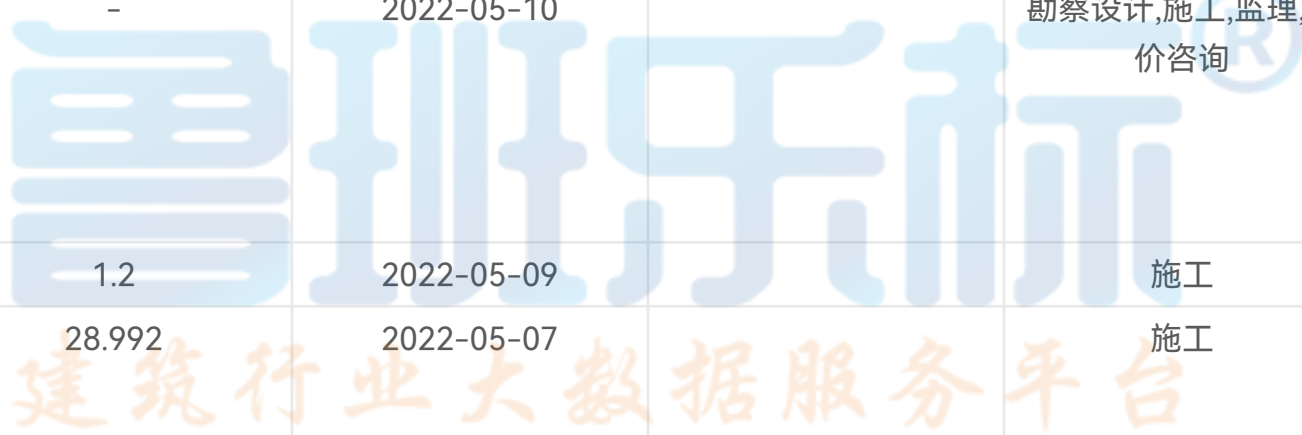 - 2022-05-10 勘察设计,施工,监理,
价咨询
鲁班乐标®
1.2 2022-05-09 施工
28.992 2022-05-07 施工
建筑行业大数据服务平台